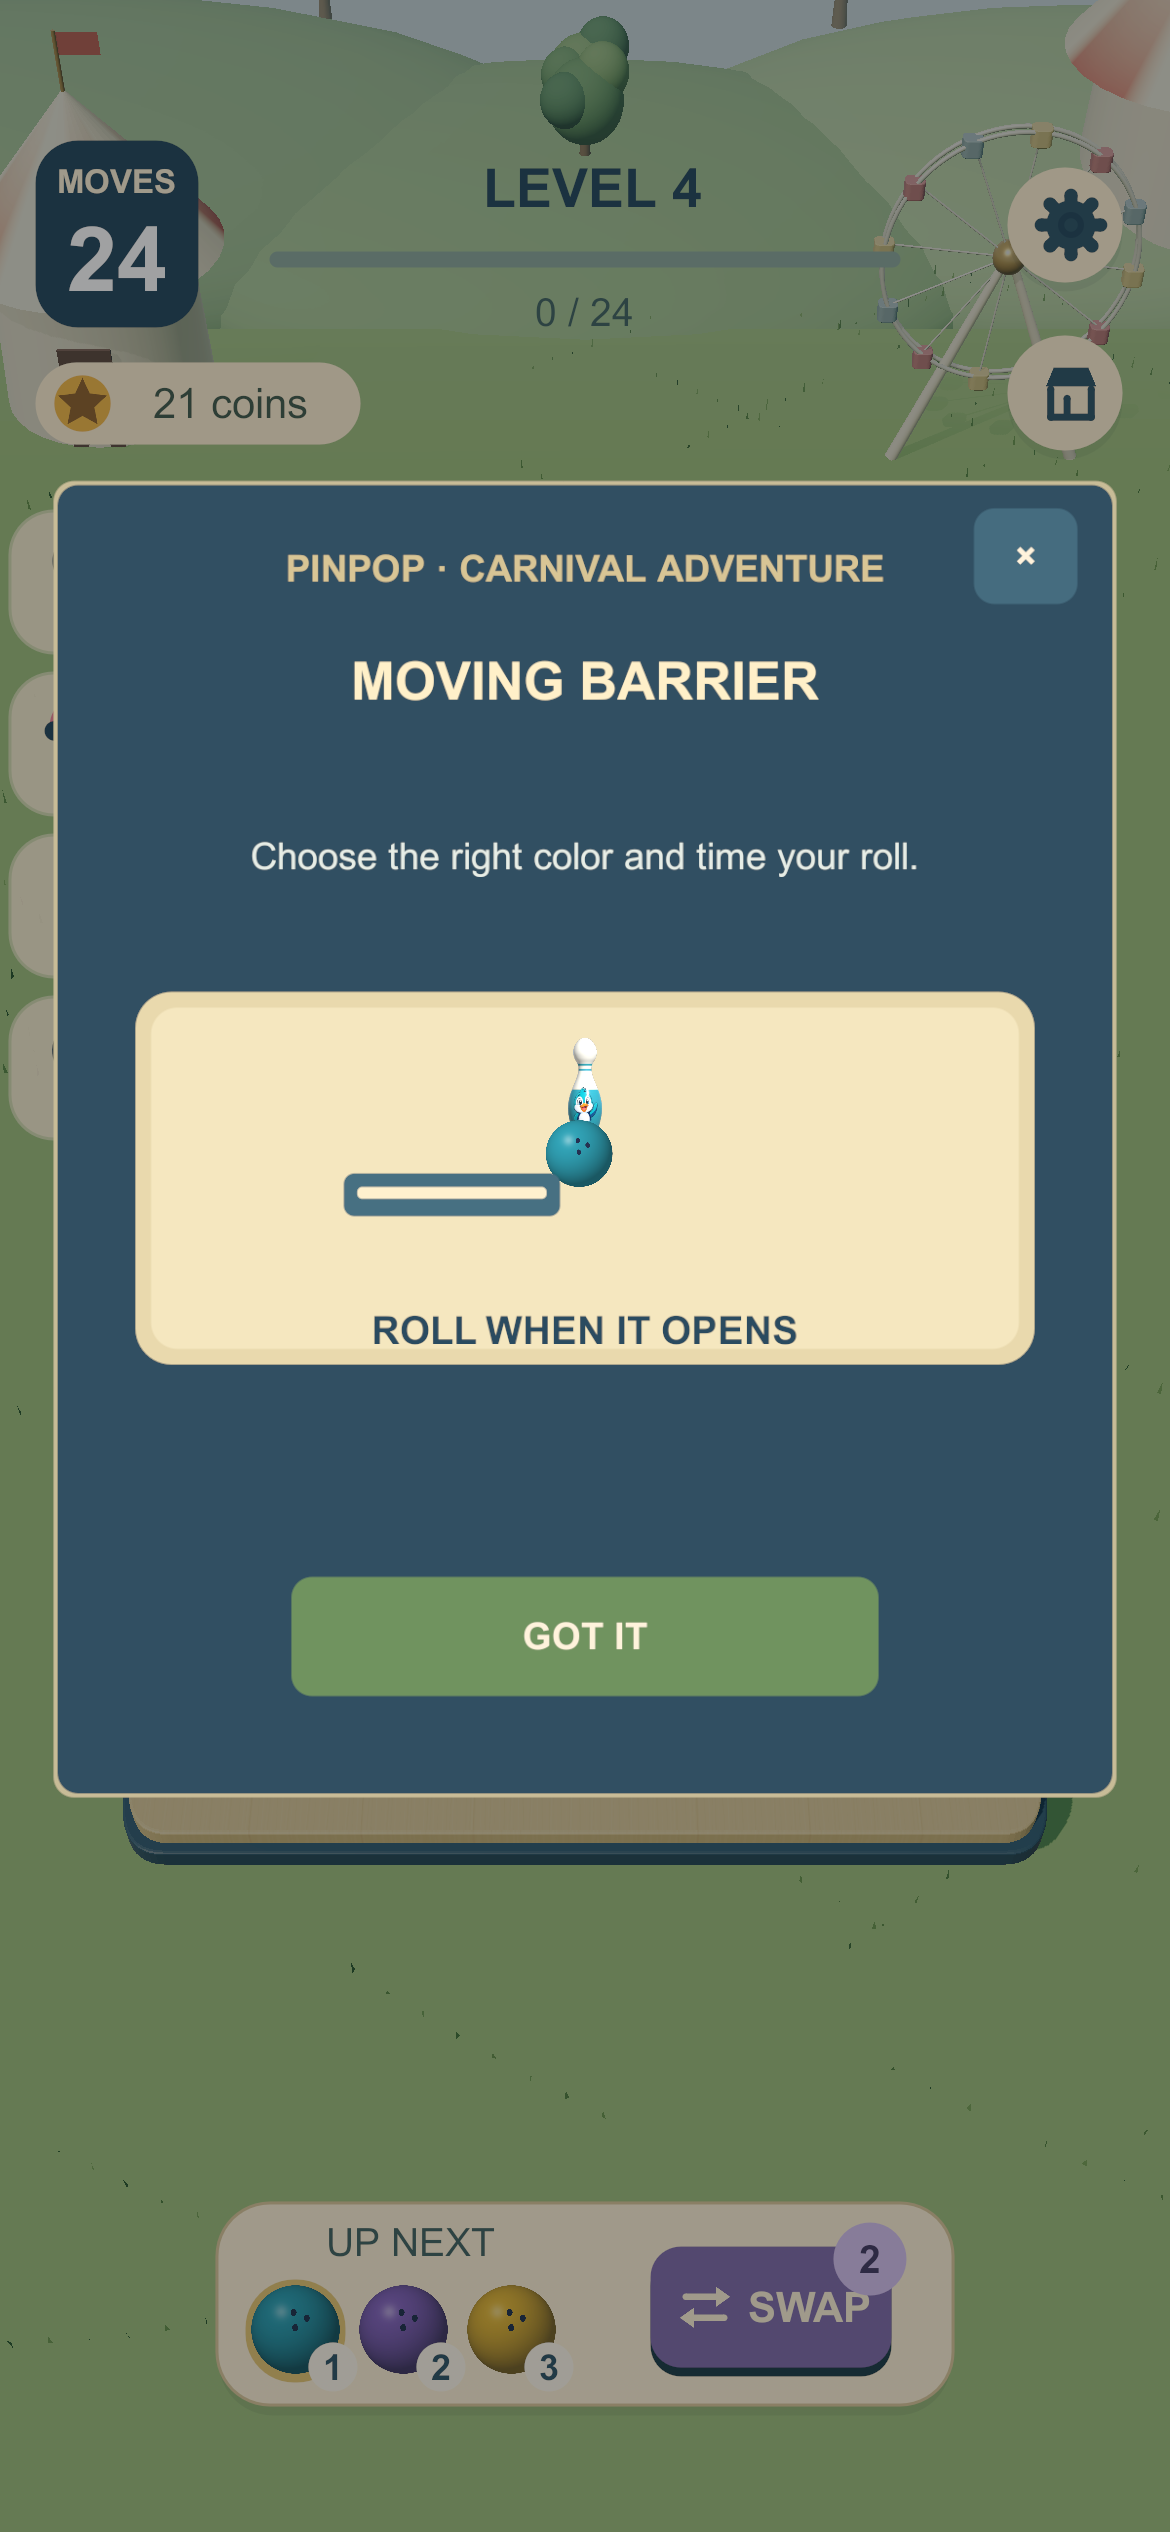 MOVES
24
LEVEL 4
0 / 24
21 coins
PINPOP · CARNIVAL ADVENTURE
×
MOVING BARRIER
Choose the right color and time your roll.
ROLL WHEN IT OPENS
GOT IT
UP NEXT
1
2
3
2
SWAP